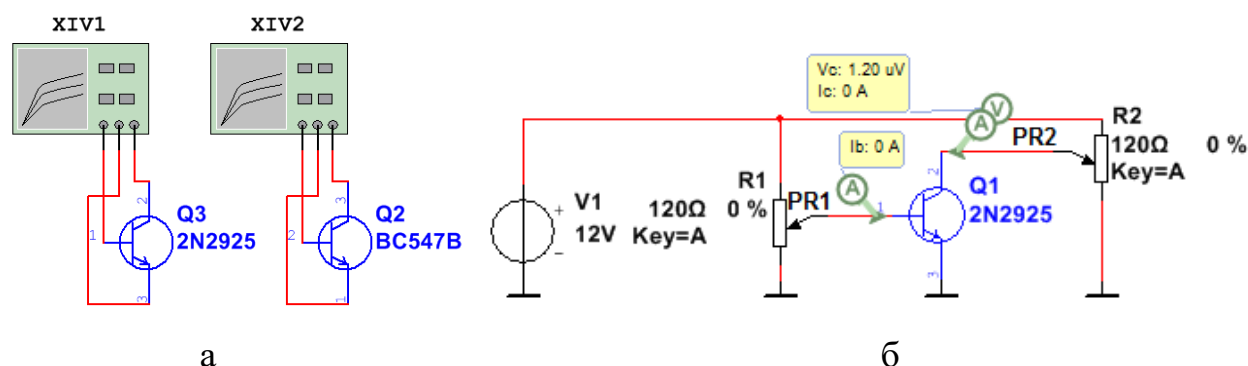 XIV1
XIV2
2
Q3
1
2N2925
3
3
Q2
2
BC547B
1
а
Vc: 1.20 uV
Ic: 0 A
Ib: 0 A
V
A
A
PR2
R2
120Ω 0 %
Key=A
R1
PR1
120Ω 0 %
Key=A
V1
12V
+
−
2
1
Q1
2N2925
3
б